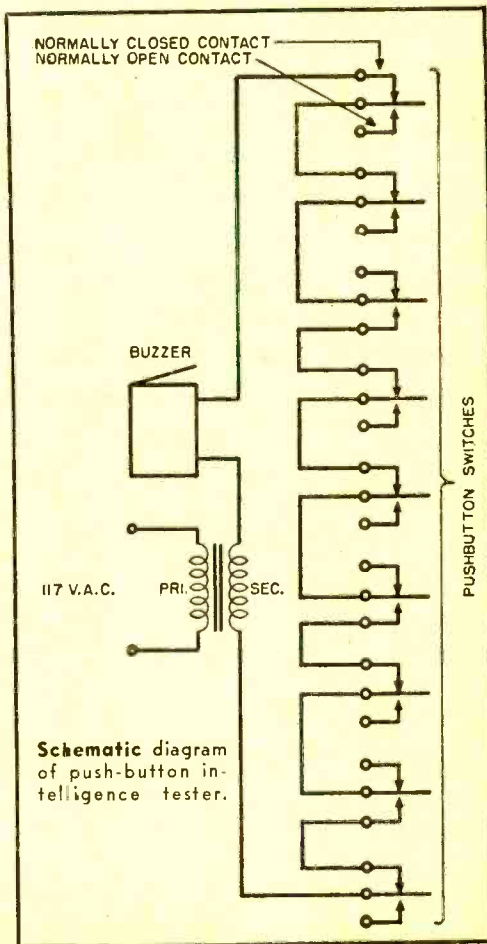 NORMALLY CLOSED CONTACT
NORMALLY OPEN CONTACT
BUZZER
PUSHBUTTON SWITCHES
117 V.A.C.
PRI.
SEC.
Schematic diagram
of push-button in-
telligence tester.